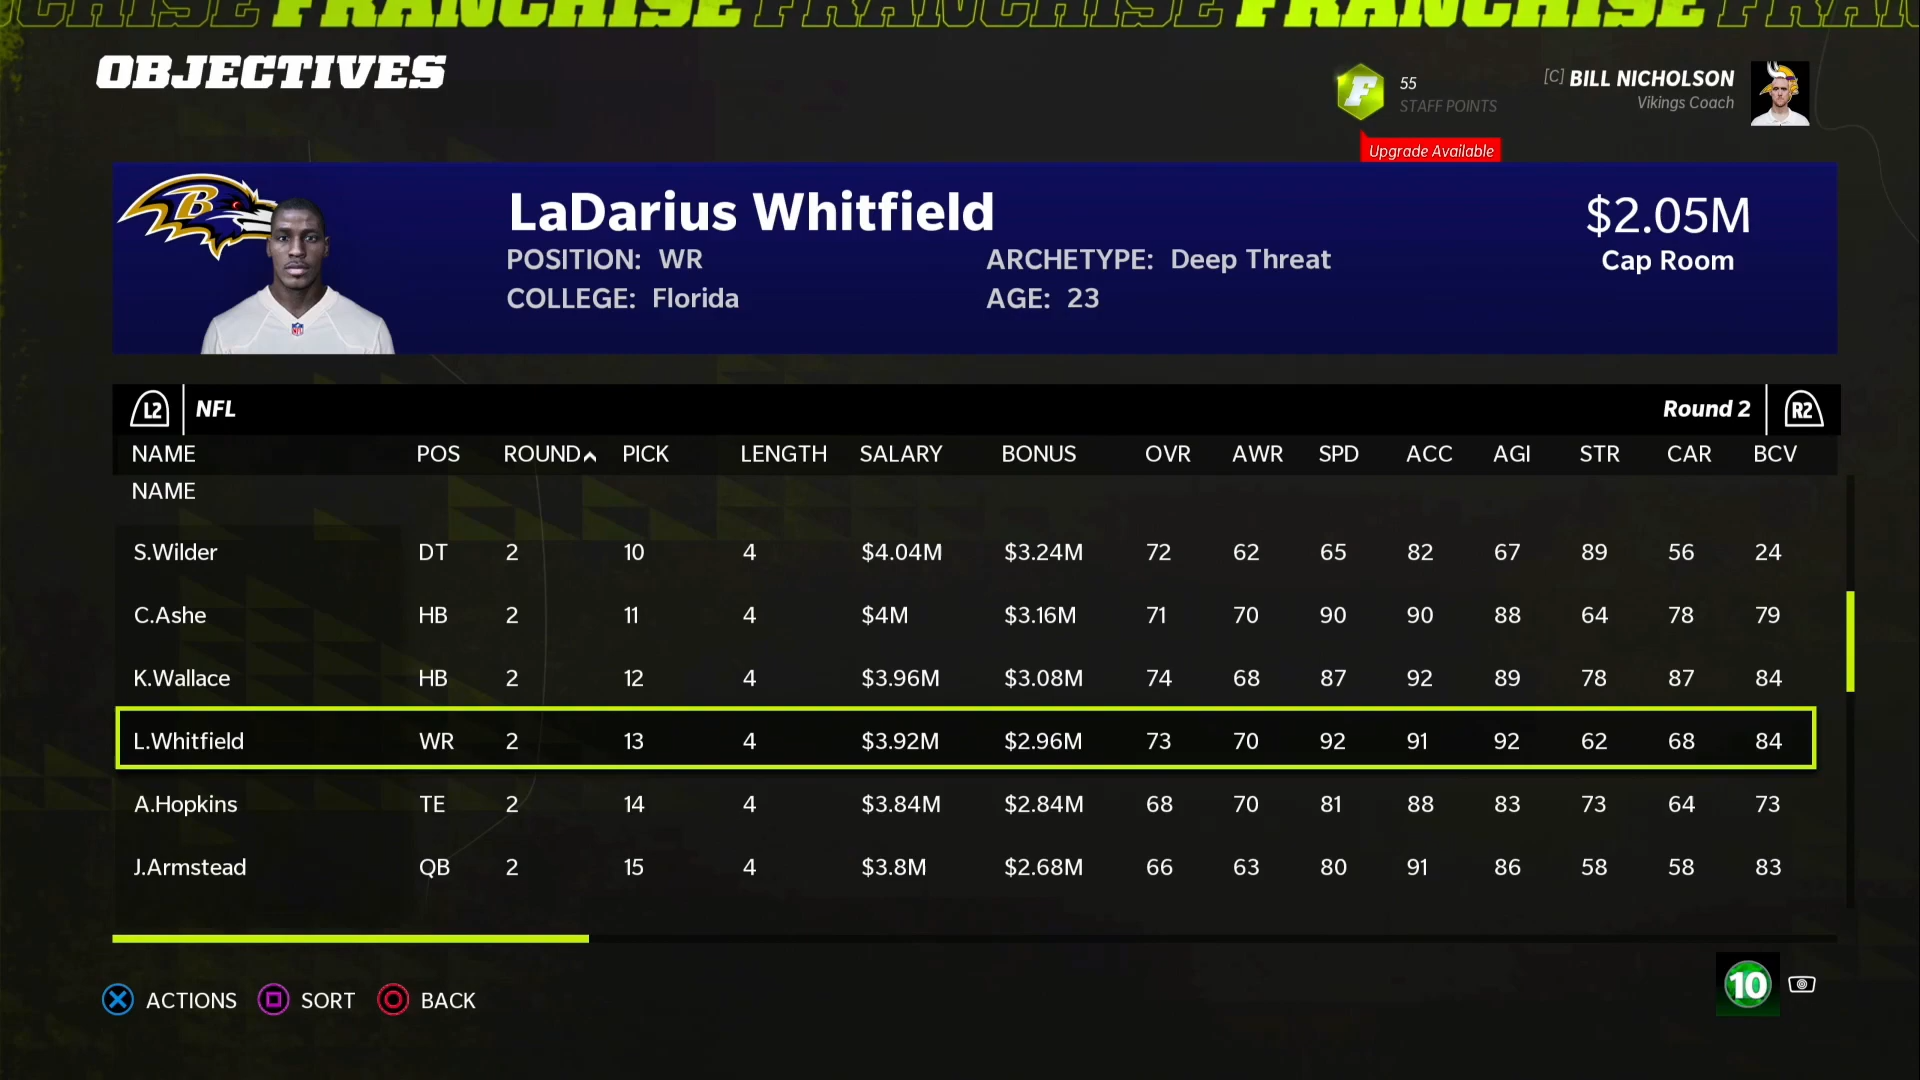 CHISE FRANCHISE FRANCHISE FRANCHISE FRAN
OBJECTIVES
55
STAFF POINTS
Upgrade Available
[C] BILL NICHOLSON
Vikings Coach
B
LaDarius Whitfield
POSITION: WR
ARCHETYPE: Deep Threat
COLLEGE: Florida
AGE: 23
$2.05M
Cap Room
L2 NFL Round 2 R2
NAME POS ROUND PICK LENGTH SALARY BONUS OVR AWR SPD ACC AGI STR CAR BCV
NAME
S.Wilder DT 2 10 4 $4.04M $3.24M 72 62 65 82 67 89 56 24
C.Ashe HB 2 11 4 $4M $3.16M 71 70 90 90 88 64 78 79
K.Wallace HB 2 12 4 $3.96M $3.08M 74 68 87 92 89 78 87 84
L.Whitfield WR 2 13 4 $3.92M $2.96M 73 70 92 91 92 62 68 84
A.Hopkins TE 2 14 4 $3.84M $2.84M 68 70 81 88 83 73 64 73
J.Armstead QB 2 15 4 $3.8M $2.68M 66 63 80 91 86 58 58 83
ACTIONS SORT BACK
10